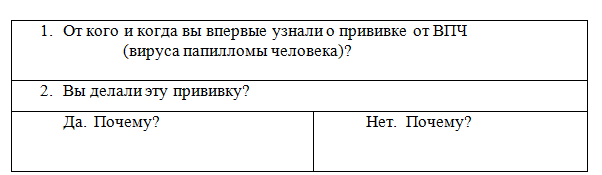 1. От кого и когда вы впервые узнали о прививке от ВПЧ
(вируса папилломы человека)?
2. Вы делали эту прививку?
Да. Почему? Нет. Почему?